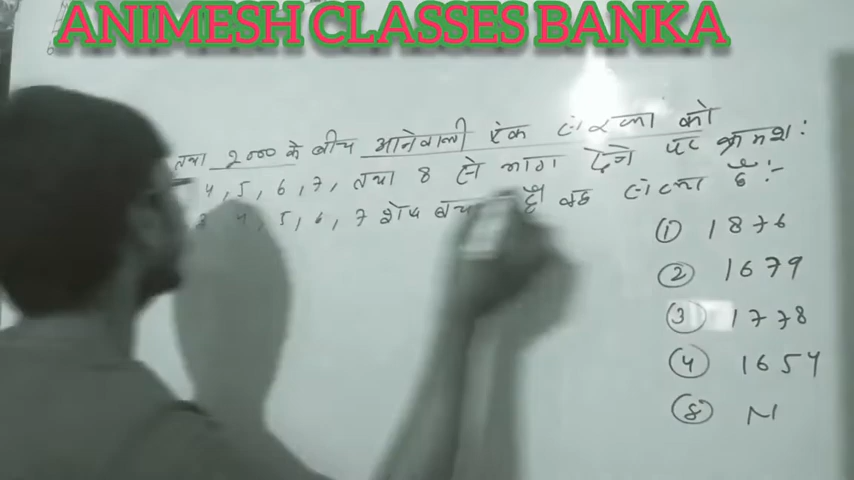 ANIMESH CLASSES BANKA
तथा 2000 के बीच आनेवाली एक संख्या को
4, 5, 6, 7, तथा 8 से भाग देने पर क्रमश:
3, 4, 5, 6, 7 शेष बचता है वह संख्या है:-
① 1876
② 1679
③ 1778
④ 1654
⑤ N